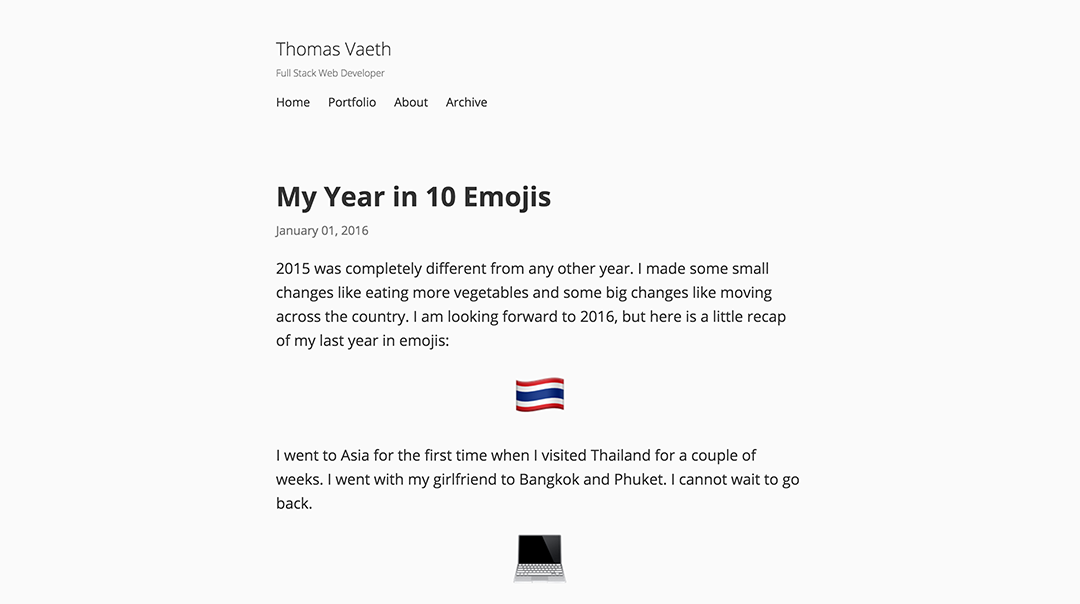 Thomas Vaeth
Full Stack Web Developer
Home Portfolio About Archive
My Year in 10 Emojis
January 01, 2016
2015 was completely different from any other year. I made some small
changes like eating more vegetables and some big changes like moving
across the country. I am looking forward to 2016, but here is a little recap
of my last year in emojis:
I went to Asia for the first time when I visited Thailand for a couple of
weeks. I went with my girlfriend to Bangkok and Phuket. I cannot wait to go
back.